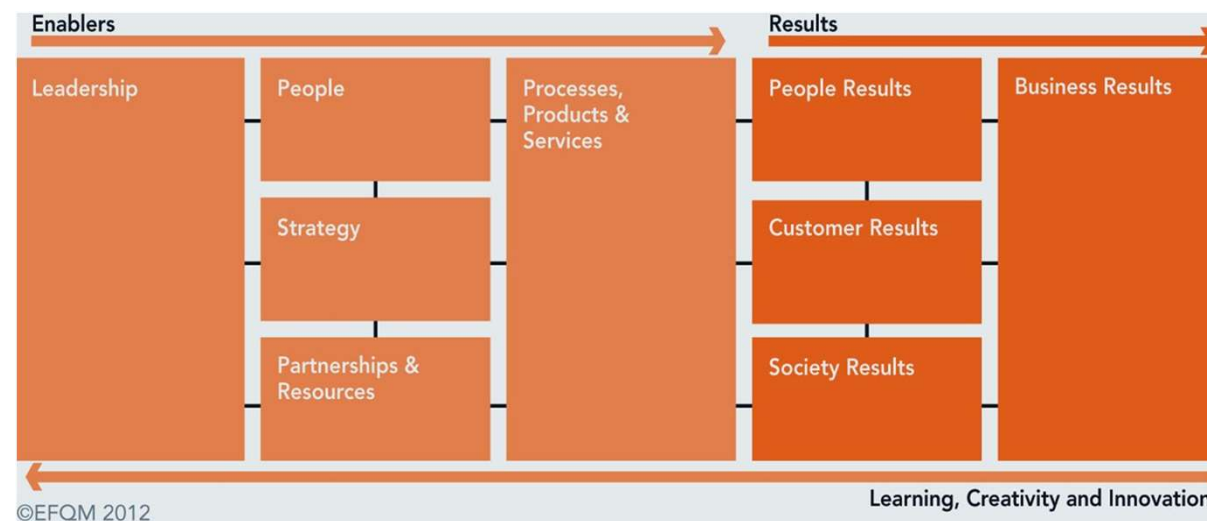 Enablers
Results
Leadership
People
Processes,
Products &
Services
People Results
Business Results
Strategy
Customer Results
Partnerships &
Resources
Society Results
Learning, Creativity and Innovation
©EFQM 2012